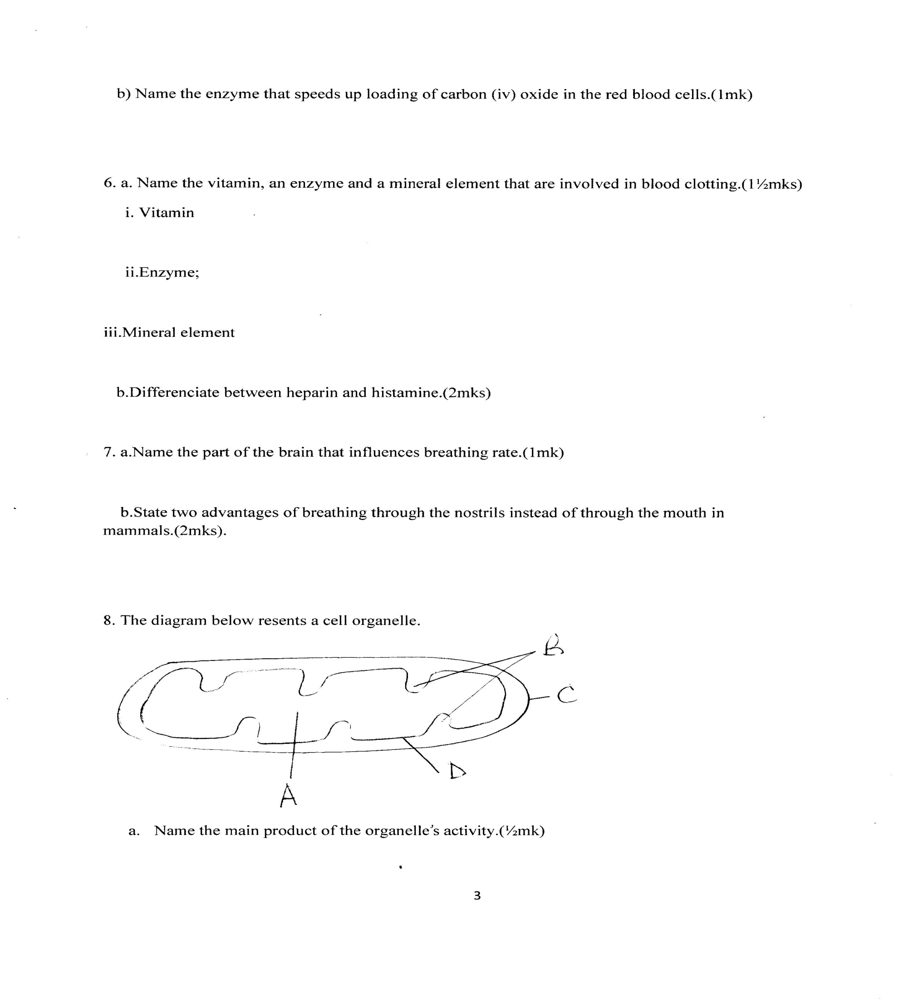 b) Name the enzyme that speeds up loading of carbon (iv) oxide in the red blood cells.(1mk)
6. a. Name the vitamin, an enzyme and a mineral element that are involved in blood clotting.(1½mks)
i. Vitamin
ii.Enzyme;
iii.Mineral element
b.Differenciate between heparin and histamine.(2mks)
7. a.Name the part of the brain that influences breathing rate.(1mk)
b.State two advantages of breathing through the nostrils instead of through the mouth in
mammals.(2mks).
8. The diagram below resents a cell organelle.
B
C
D
A
a. Name the main product of the organelle's activity.(½mk)
3